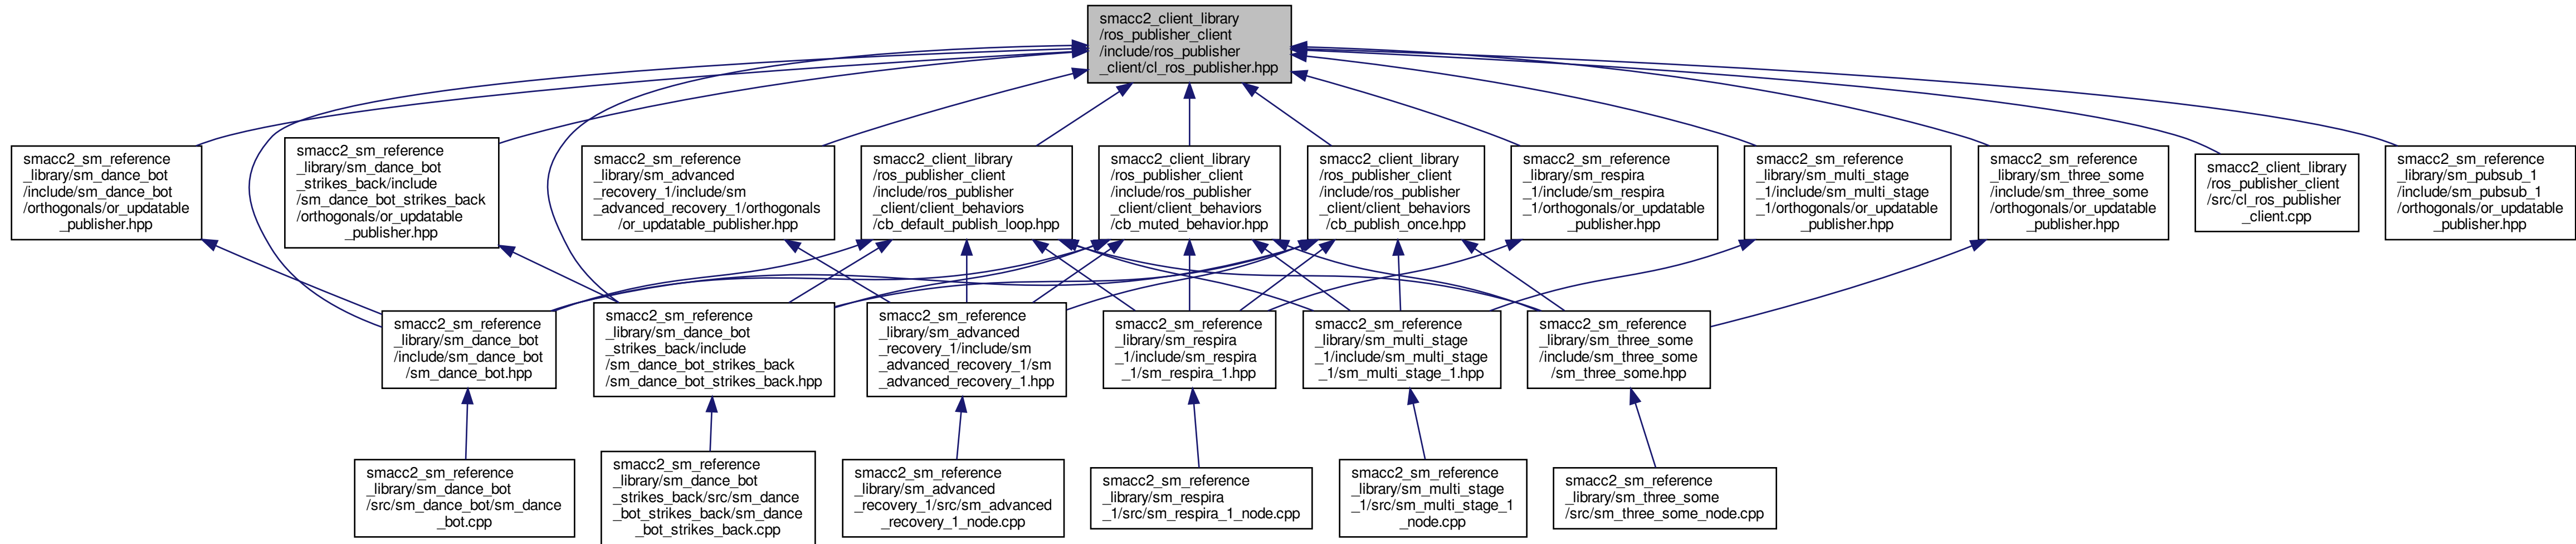 smacc2_client_library
/ros_publisher_client
/include/ros_publisher
_client/cl_ros_publisher.hpp
smacc2_sm_reference
_library/sm_dance_bot
/include/sm_dance_bot
/orthogonals/or_updatable
_publisher.hpp
smacc2_sm_reference
_library/sm_dance_bot
_strikes_back/include
/sm_dance_bot_strikes_back
/orthogonals/or_updatable
_publisher.hpp
smacc2_sm_reference
_library/sm_advanced
_recovery_1/include/sm
_advanced_recovery_1/orthogonals
/or_updatable_publisher.hpp
smacc2_client_library
/ros_publisher_client
/include/ros_publisher
_client/client_behaviors
/cb_default_publish_loop.hpp
smacc2_client_library
/ros_publisher_client
/include/ros_publisher
_client/client_behaviors
/cb_muted_behavior.hpp
smacc2_client_library
/ros_publisher_client
/include/ros_publisher
_client/client_behaviors
/cb_publish_once.hpp
smacc2_sm_reference
_library/sm_respira
_1/include/sm_respira
_1/orthogonals/or_updatable
_publisher.hpp
smacc2_sm_reference
_library/sm_multi_stage
_1/include/sm_multi_stage
_1/orthogonals/or_updatable
_publisher.hpp
smacc2_sm_reference
_library/sm_three_some
/include/sm_three_some
/orthogonals/or_updatable
_publisher.hpp
smacc2_client_library
/ros_publisher_client
/src/cl_ros_publisher
_client.cpp
smacc2_sm_reference
_library/sm_pubsub_1
/include/sm_pubsub_1
/orthogonals/or_updatable
_publisher.hpp
smacc2_sm_reference
_library/sm_dance_bot
/include/sm_dance_bot
/sm_dance_bot.hpp
smacc2_sm_reference
_library/sm_dance_bot
_strikes_back/include
/sm_dance_bot_strikes_back
/sm_dance_bot_strikes_back.hpp
smacc2_sm_reference
_library/sm_advanced
_recovery_1/include/sm
_advanced_recovery_1/sm
_advanced_recovery_1.hpp
smacc2_sm_reference
_library/sm_respira
_1/include/sm_respira
_1/sm_respira_1.hpp
smacc2_sm_reference
_library/sm_multi_stage
_1/include/sm_multi_stage
_1/sm_multi_stage_1.hpp
smacc2_sm_reference
_library/sm_three_some
/include/sm_three_some
/sm_three_some.hpp
smacc2_sm_reference
_library/sm_dance_bot
/src/sm_dance_bot/sm_dance
_bot.cpp
smacc2_sm_reference
_library/sm_dance_bot
_strikes_back/src/sm_dance
_bot_strikes_back/sm_dance
_bot_strikes_back.cpp
smacc2_sm_reference
_library/sm_advanced
_recovery_1/src/sm_advanced
_recovery_1_node.cpp
smacc2_sm_reference
_library/sm_respira
_1/src/sm_respira_1_node.cpp
smacc2_sm_reference
_library/sm_multi_stage
_1/src/sm_multi_stage_1
_node.cpp
smacc2_sm_reference
_library/sm_three_some
/src/sm_three_some_node.cpp